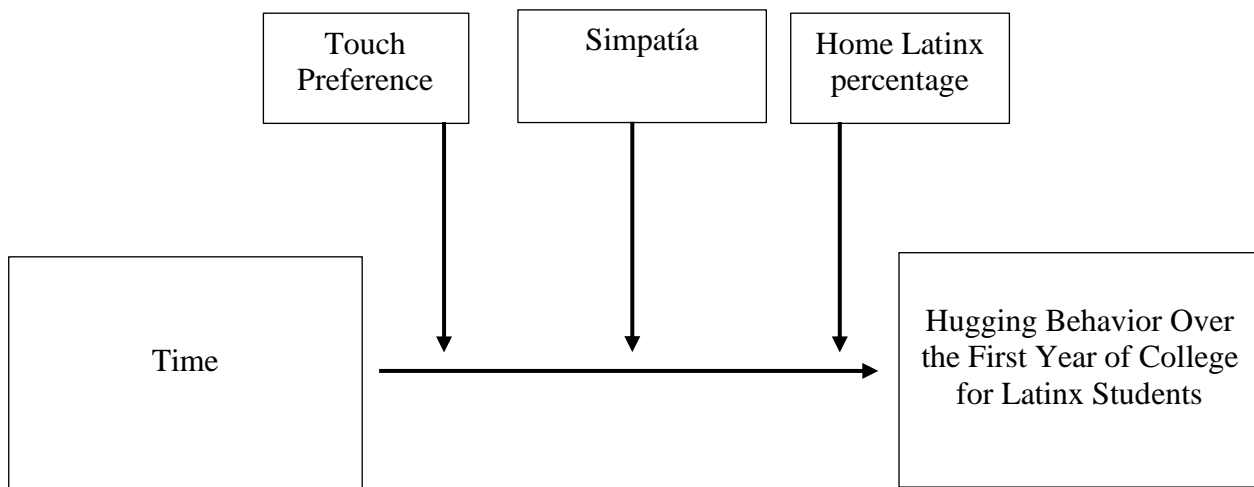 Touch
Preference
Simpatía
Home Latinx
percentage
Time
Hugging Behavior Over
the First Year of College
for Latinx Students